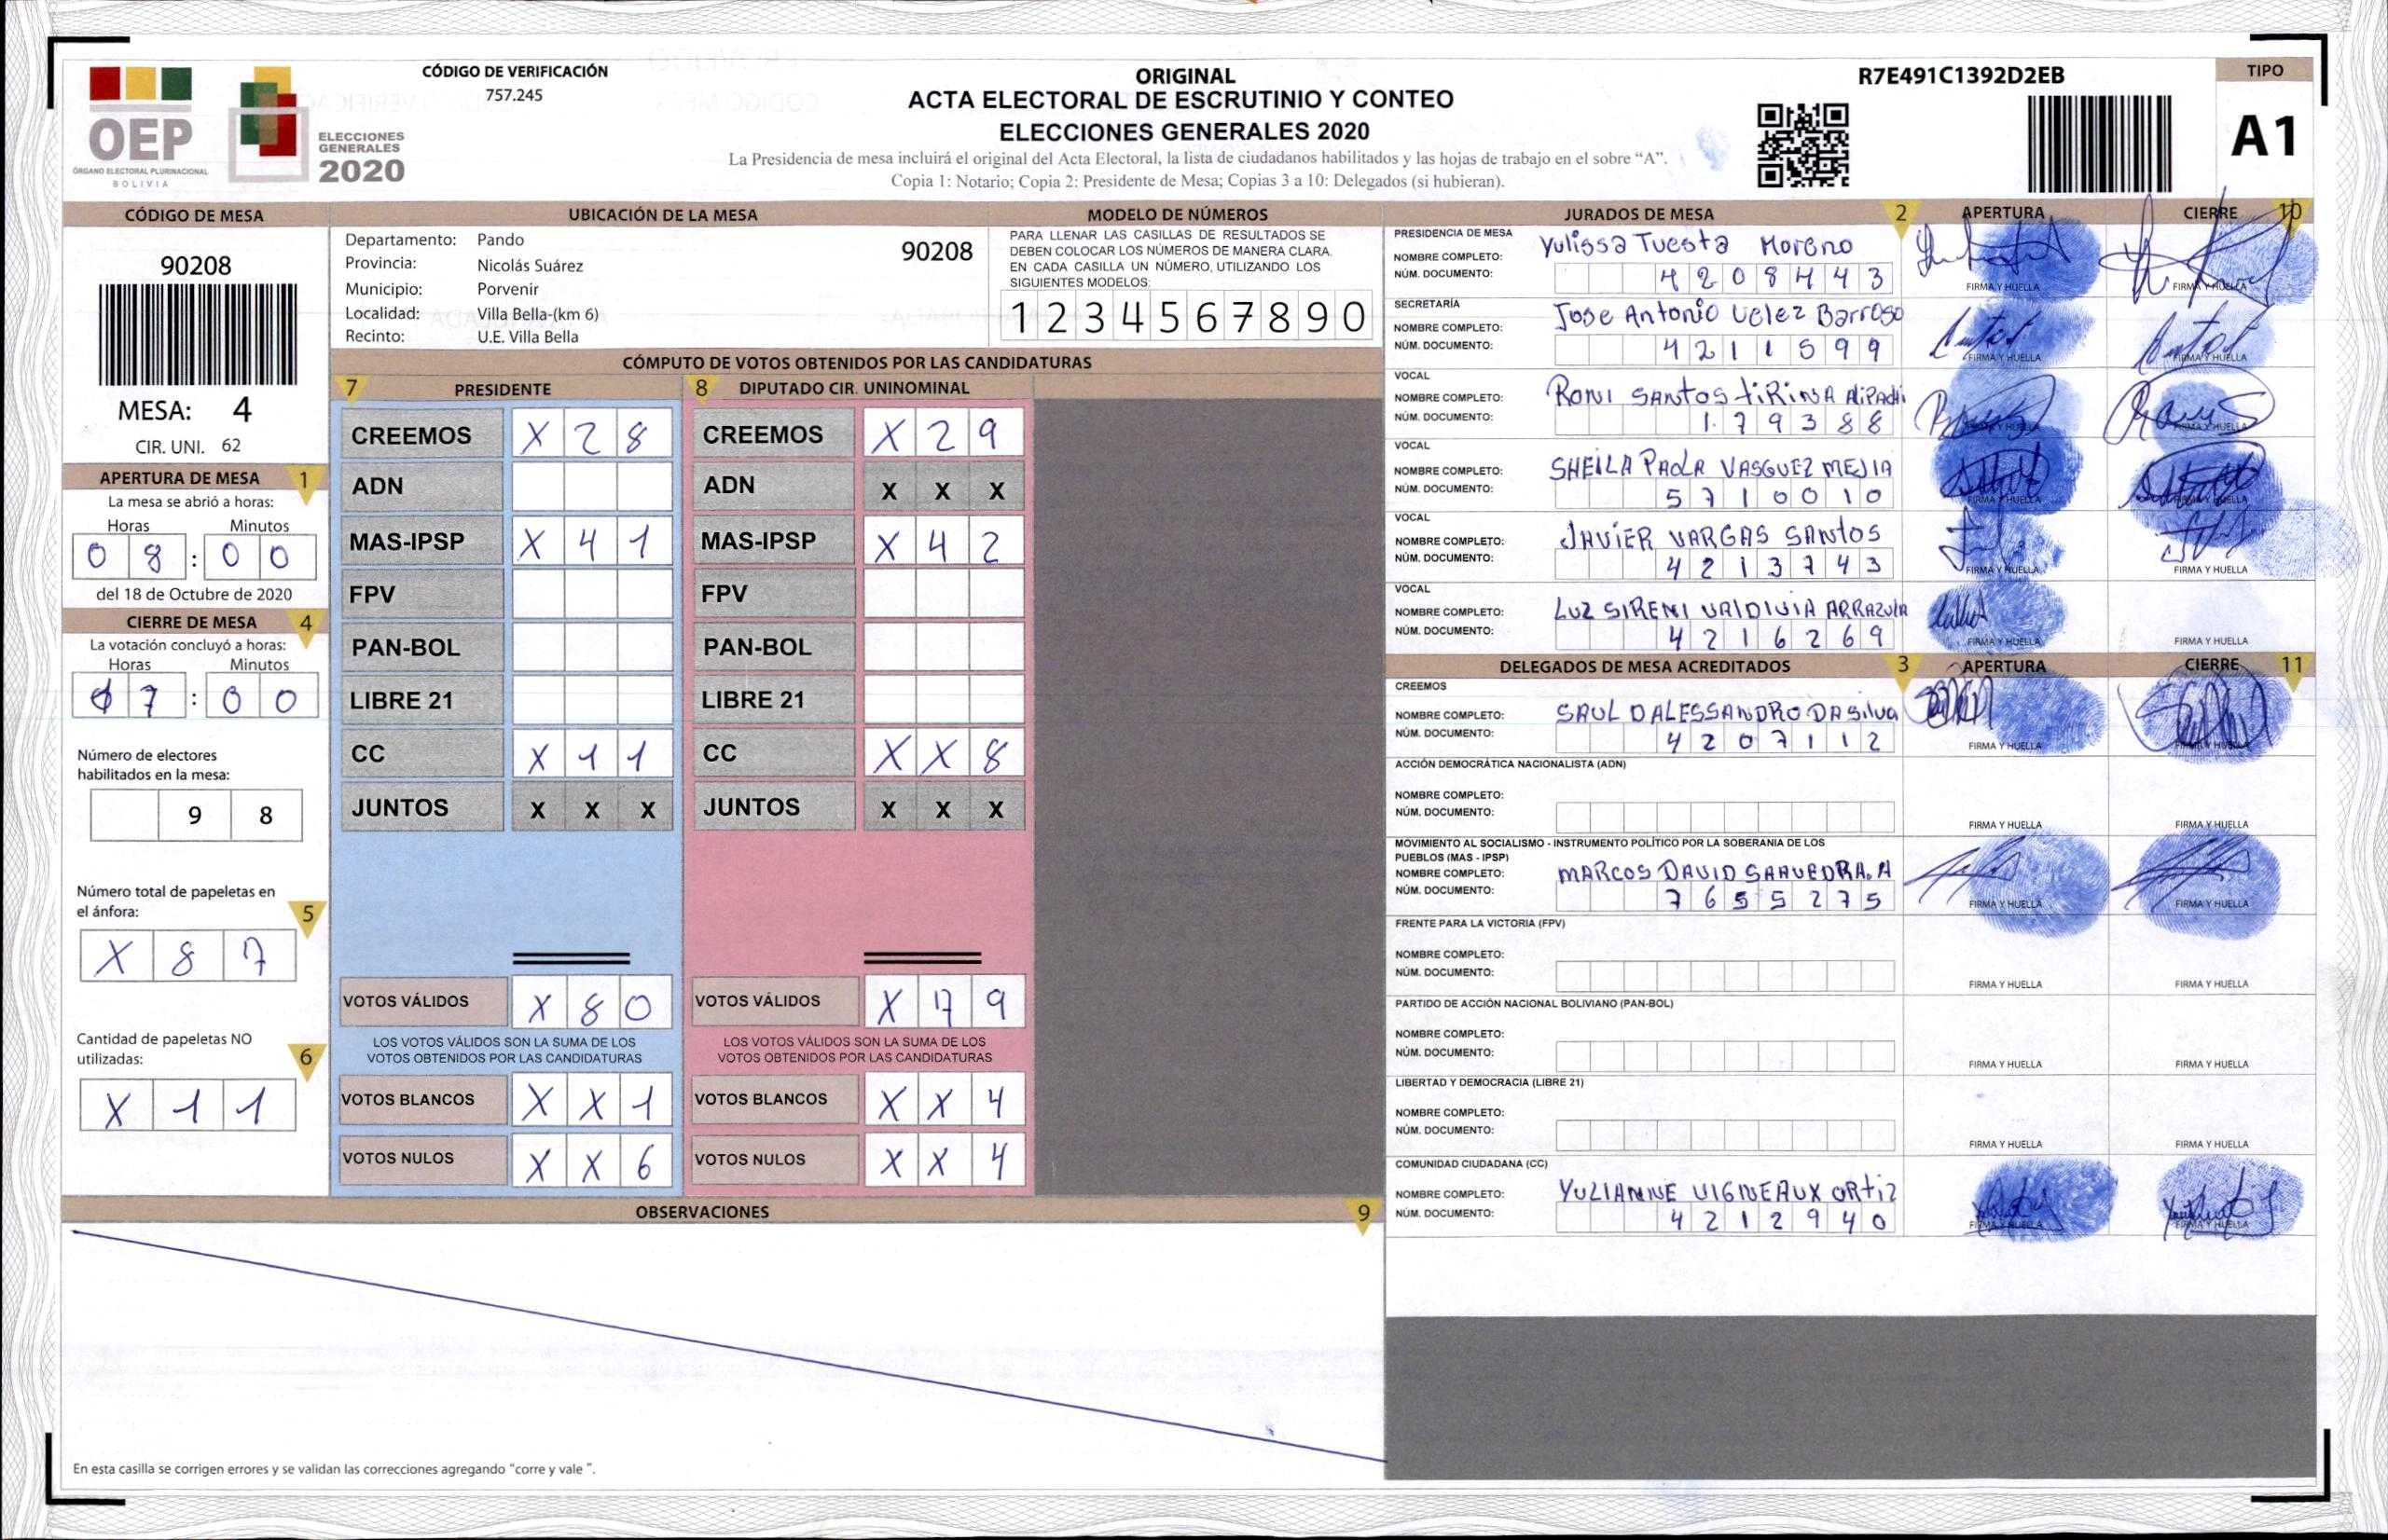 CÓDIGO DE VERIFICACIÓN
757.245
OEP
ÓRGANO ELECTORAL PLURINACIONAL
BOLIVIA
ELECCIONES
GENERALES
2020
ORIGINAL
ACTA ELECTORAL DE ESCRUTINIO Y CONTEO
ELECCIONES GENERALES 2020
La Presidencia de mesa incluirá el original del Acta Electoral, la lista de ciudadanos habilitados y las hojas de trabajo en el sobre “A”.
Copia 1: Notario; Copia 2: Presidente de Mesa; Copias 3 a 10: Delegados (si hubieran).
R7E491C1392D2EB
TIPO
A1
CÓDIGO DE MESA
90208
MESA: 4
CIR. UNI. 62
APERTURA DE MESA 1
La mesa se abrió a horas:
Horas Minutos
0 8 : 0 0
del 18 de Octubre de 2020
CIERRE DE MESA 4
La votación concluyó a horas:
Horas Minutos
7 : 0 0
Número de electores
habilitados en la mesa:
9 8
Número total de papeletas en
el ánfora: 5
X 8 7
Cantidad de papeletas NO
utilizadas: 6
X 1 1
UBICACIÓN DE LA MESA
Departamento: Pando
Provincia: Nicolás Suárez
Municipio: Porvenir
Localidad: Villa Bella-(km 6)
Recinto: U.E. Villa Bella
90208
MODELO DE NÚMEROS
PARA LLENAR LAS CASILLAS DE RESULTADOS SE
DEBEN COLOCAR LOS NÚMEROS DE MANERA CLARA.
EN CADA CASILLA UN NÚMERO, UTILIZANDO LOS
SIGUIENTES MODELOS:
1 2 3 4 5 6 7 8 9 0
CÓMPUTO DE VOTOS OBTENIDOS POR LAS CANDIDATURAS
7 PRESIDENTE
CREEMOS X 2 8
ADN
MAS-IPSP X 4 1
FPV
PAN-BOL
LIBRE 21
CC X 1 1
JUNTOS X X X
VOTOS VÁLIDOS X 8 0
LOS VOTOS VÁLIDOS SON LA SUMA DE LOS
VOTOS OBTENIDOS POR LAS CANDIDATURAS
VOTOS BLANCOS X X 1
VOTOS NULOS X X 6
8 DIPUTADO CIR. UNINOMINAL
CREEMOS X 2 9
ADN X X X
MAS-IPSP X 4 2
FPV
PAN-BOL
LIBRE 21
CC X X 8
JUNTOS X X X
VOTOS VÁLIDOS X 7 9
LOS VOTOS VÁLIDOS SON LA SUMA DE LOS
VOTOS OBTENIDOS POR LAS CANDIDATURAS
VOTOS BLANCOS X X 4
VOTOS NULOS X X 4
OBSERVACIONES 9
En esta casilla se corrigen errores y se validan las correcciones agregando “corre y vale ”.
JURADOS DE MESA 2 APERTURA CIERRE 10
PRESIDENCIA DE MESA
NOMBRE COMPLETO: Yulissa Tuesta Moreno
NÚM. DOCUMENTO: 4 2 0 8 4 4 3
FIRMA Y HUELLA FIRMA Y HUELLA
SECRETARÍA
NOMBRE COMPLETO: Jose Antonio Velez Barroso
NÚM. DOCUMENTO: 4 2 1 1 5 9 9
FIRMA Y HUELLA FIRMA Y HUELLA
VOCAL
NOMBRE COMPLETO: RONI SANTOS TIRINA
NÚM. DOCUMENTO: 1 7 9 3 8 8
FIRMA Y HUELLA FIRMA Y HUELLA
VOCAL
NOMBRE COMPLETO: SHEILA PAOLA VASGUEZ MEJIA
NÚM. DOCUMENTO: 5 7 1 0 0 1 0
FIRMA Y HUELLA FIRMA Y HUELLA
VOCAL
NOMBRE COMPLETO: JAVIER VARGAS SANTOS
NÚM. DOCUMENTO: 4 2 1 3 7 4 3
FIRMA Y HUELLA FIRMA Y HUELLA
VOCAL
NOMBRE COMPLETO: LUZ SIRENI VALDIVIA ARRAZOLA
NÚM. DOCUMENTO: 4 2 1 6 2 6 9
FIRMA Y HUELLA FIRMA Y HUELLA
DELEGADOS DE MESA ACREDITADOS 3 APERTURA CIERRE 11
CREEMOS
NOMBRE COMPLETO: SAUL DALESSANDRO DA SILVA
NÚM. DOCUMENTO: 4 2 0 7 1 1 2
FIRMA Y HUELLA FIRMA Y HUELLA
ACCIÓN DEMOCRÁTICA NACIONALISTA (ADN)
NOMBRE COMPLETO:
NÚM. DOCUMENTO:
FIRMA Y HUELLA FIRMA Y HUELLA
MOVIMIENTO AL SOCIALISMO - INSTRUMENTO POLÍTICO POR LA SOBERANIA DE LOS
PUEBLOS (MAS - IPSP)
NOMBRE COMPLETO: MARCOS DAVID SAAVEDRA. A
NÚM. DOCUMENTO: 7 6 5 5 2 7 5
FIRMA Y HUELLA FIRMA Y HUELLA
FRENTE PARA LA VICTORIA (FPV)
NOMBRE COMPLETO:
NÚM. DOCUMENTO:
FIRMA Y HUELLA FIRMA Y HUELLA
PARTIDO DE ACCIÓN NACIONAL BOLIVIANO (PAN-BOL)
NOMBRE COMPLETO:
NÚM. DOCUMENTO:
FIRMA Y HUELLA FIRMA Y HUELLA
LIBERTAD Y DEMOCRACIA (LIBRE 21)
NOMBRE COMPLETO:
NÚM. DOCUMENTO:
FIRMA Y HUELLA FIRMA Y HUELLA
COMUNIDAD CIUDADANA (CC)
NOMBRE COMPLETO: YULIANNE VIGNEAUX ORTIZ
NÚM. DOCUMENTO: 4 2 1 2 9 4 0
FIRMA Y HUELLA FIRMA Y HUELLA